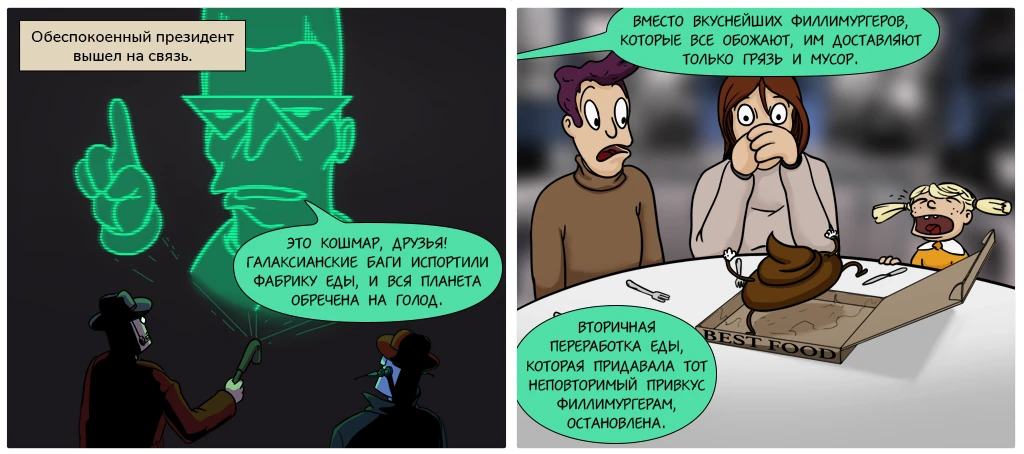 Обеспокоенный президент
вышел на связь.
ЭТО КОШМАР, ДРУЗЬЯ!
ГАЛАКСИАНСКИЕ БАГИ ИСПОРТИЛИ
ФАБРИКУ ЕДЫ, И ВСЯ ПЛАНЕТА
ОБРЕЧЕНА НА ГОЛОД.
ВМЕСТО ВКУСНЕЙШИХ ФИЛЛИМУРГЕРОВ,
КОТОРЫЕ ВСЕ ОБОЖАЮТ, ИМ ДОСТАВЛЯЮТ
ТОЛЬКО ГРЯЗЬ И МУСОР.
BEST FOOD
ВТОРИЧНАЯ
ПЕРЕРАБОТКА ЕДЫ,
КОТОРАЯ ПРИДАВАЛА ТОТ
НЕПОВТОРИМЫЙ ПРИВКУС
ФИЛЛИМУРГЕРАМ,
ОСТАНОВЛЕНА.